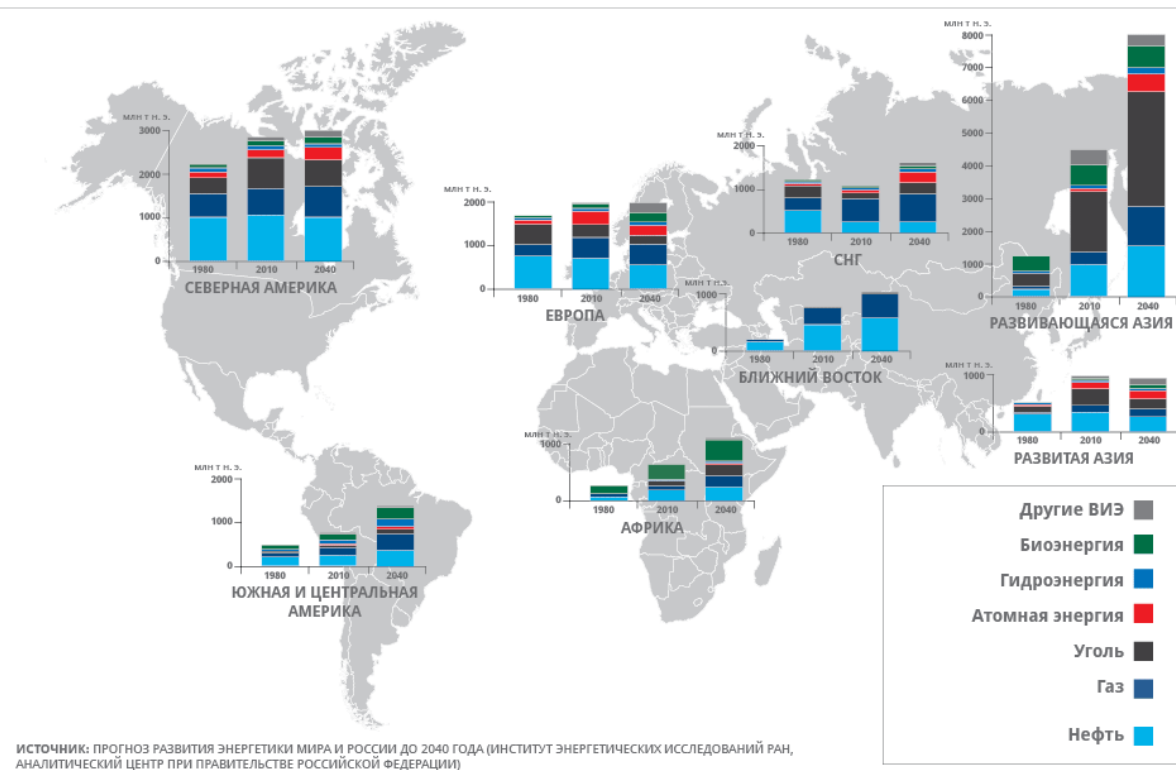 МЛН Т Н. Э.
3000
2000
1000
0
1980
2010
2040
СЕВЕРНАЯ АМЕРИКА
МЛН Т Н. Э.
2000
1000
0
1980
2010
2040
ЕВРОПА
МЛН Т Н. Э.
2000
1000
0
1980
2010
2040
СНГ
МЛН Т Н. Э.
8000
7000
6000
5000
4000
3000
2000
1000
0
1980
2010
2040
РАЗВИВАЮЩАЯСЯ АЗИЯ
МЛН Т Н. Э.
1000
0
1980
2010
2040
БЛИЖНИЙ ВОСТОК
МЛН Т Н. Э.
1000
0
1980
2010
2040
РАЗВИТАЯ АЗИЯ
МЛН Т Н. Э.
1000
0
1980
2010
2040
АФРИКА
МЛН Т Н. Э.
2000
1000
0
1980
2010
2040
ЮЖНАЯ И ЦЕНТРАЛЬНАЯ
АМЕРИКА
Другие ВИЭ
Биоэнергия
Гидроэнергия
Атомная энергия
Уголь
Газ
Нефть
ИСТОЧНИК: ПРОГНОЗ РАЗВИТИЯ ЭНЕРГЕТИКИ МИРА И РОССИИ ДО 2040 ГОДА (ИНСТИТУТ ЭНЕРГЕТИЧЕСКИХ ИССЛЕДОВАНИЙ РАН,
АНАЛИТИЧЕСКИЙ ЦЕНТР ПРИ ПРАВИТЕЛЬСТВЕ РОССИЙСКОЙ ФЕДЕРАЦИИ)